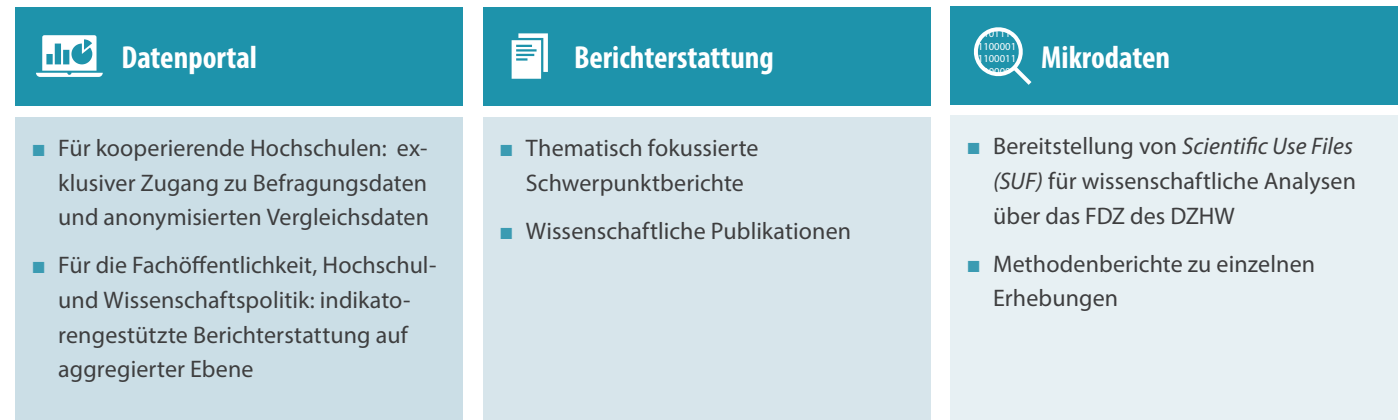 Datenportal
Für kooperierende Hochschulen: ex-
klusiver Zugang zu Befragungsdaten
und anonymisierten Vergleichsdaten
Für die Fachöffentlichkeit, Hochschul-
und Wissenschaftspolitik: indikato-
rengestützte Berichterstattung auf
aggregierter Ebene
Berichterstattung
Thematisch fokussierte
Schwerpunktberichte
Wissenschaftliche Publikationen
1100001
1100011
Mikrodaten
Bereitstellung von Scientific Use Files
(SUF) für wissenschaftliche Analysen
über das FDZ des DZHW
Methodenberichte zu einzelnen
Erhebungen